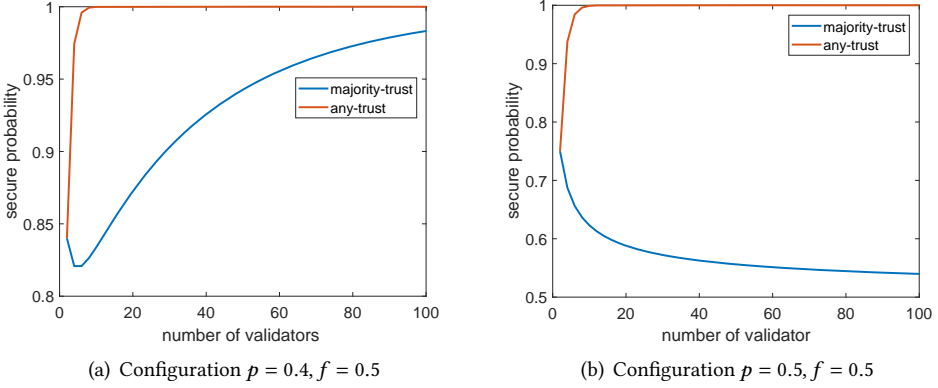 1
0.95
0.9
0.85
0.8
secure probability
0 20 40 60 80 100
number of validators
majority-trust
any-trust
(a) Configuration p = 0.4, f = 0.5
1
0.9
0.8
0.7
0.6
0.5
secure probability
0 20 40 60 80 100
number of validator
majority-trust
any-trust
(b) Configuration p = 0.5, f = 0.5